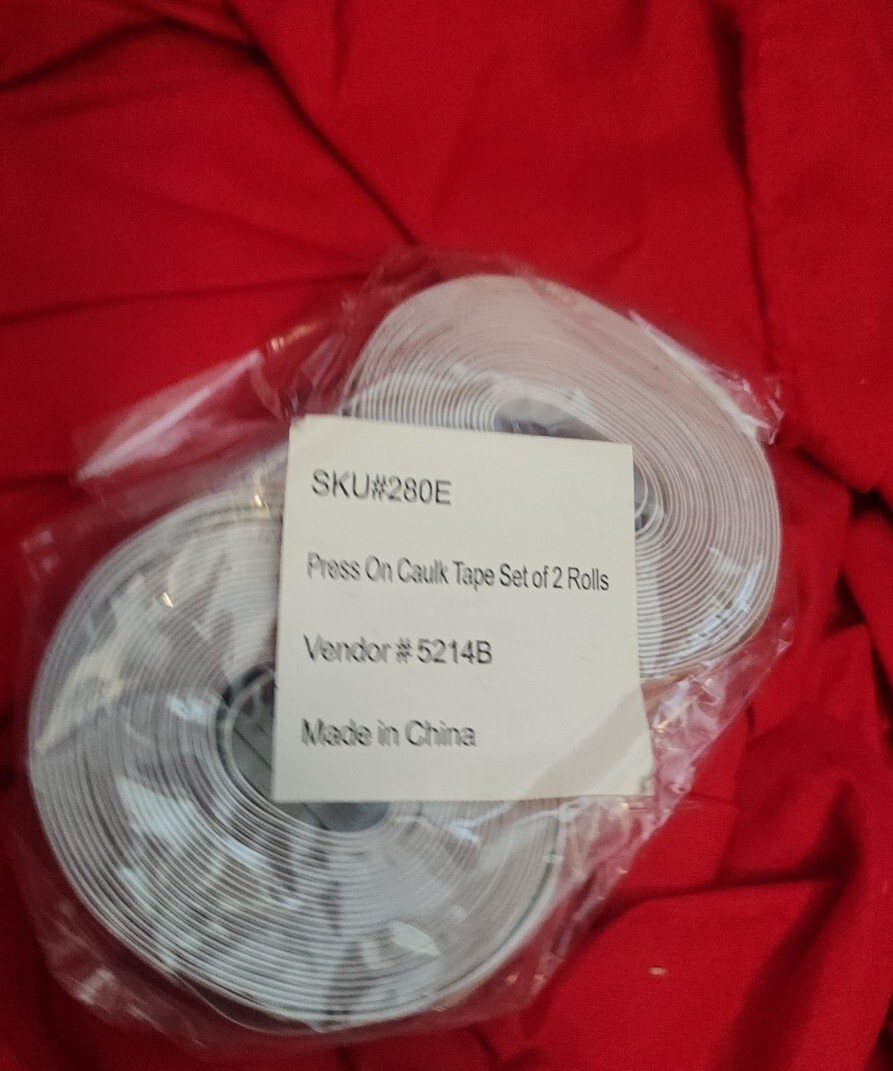 SKU#280E
Press On Caulk Tape Set of 2 Rolls
Vendor # 5214B
Made in China